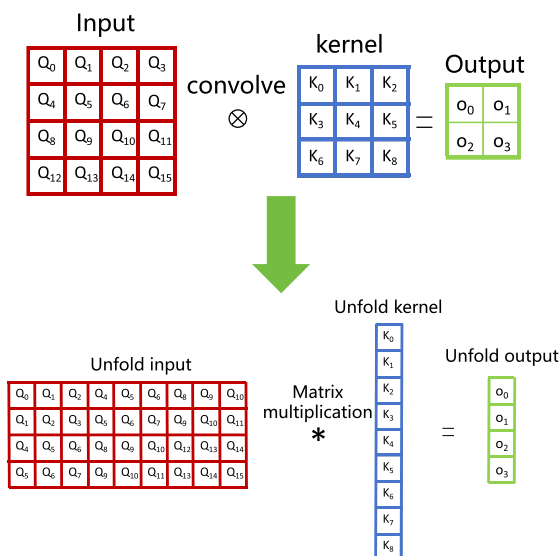 Input
kernel
Output
convolve
⊗
=
Q₀ Q₁ Q₂ Q₃
Q₄ Q₅ Q₆ Q₇
Q₈ Q₉ Q₁₀ Q₁₁
Q₁₂ Q₁₃ Q₁₄ Q₁₅
K₀ K₁ K₂
K₃ K₄ K₅
K₆ K₇ K₈
o₀ o₁
o₂ o₃
Unfold kernel
Unfold input
Unfold output
Matrix
multiplication
*
=
Q₀ Q₁ Q₂ Q₄ Q₅ Q₆ Q₈ Q₉ Q₁₀
Q₁ Q₂ Q₃ Q₅ Q₆ Q₇ Q₉ Q₁₀ Q₁₁
Q₄ Q₅ Q₆ Q₈ Q₉ Q₁₀ Q₁₂ Q₁₃ Q₁₄
Q₅ Q₆ Q₇ Q₉ Q₁₀ Q₁₁ Q₁₃ Q₁₄ Q₁₅
K₀
K₁
K₂
K₃
K₄
K₅
K₆
K₇
K₈
o₀
o₁
o₂
o₃